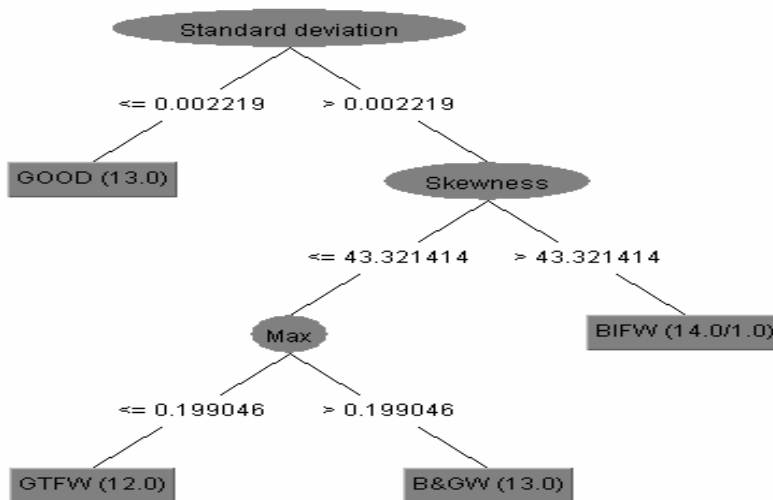 Standard deviation
<= 0.002219 > 0.002219
GOOD (13.0)
Skewness
<= 43.321414 > 43.321414
Max
BIFW (14.0/1.0)
<= 0.199046 > 0.199046
GTFW (12.0)
B&GW (13.0)